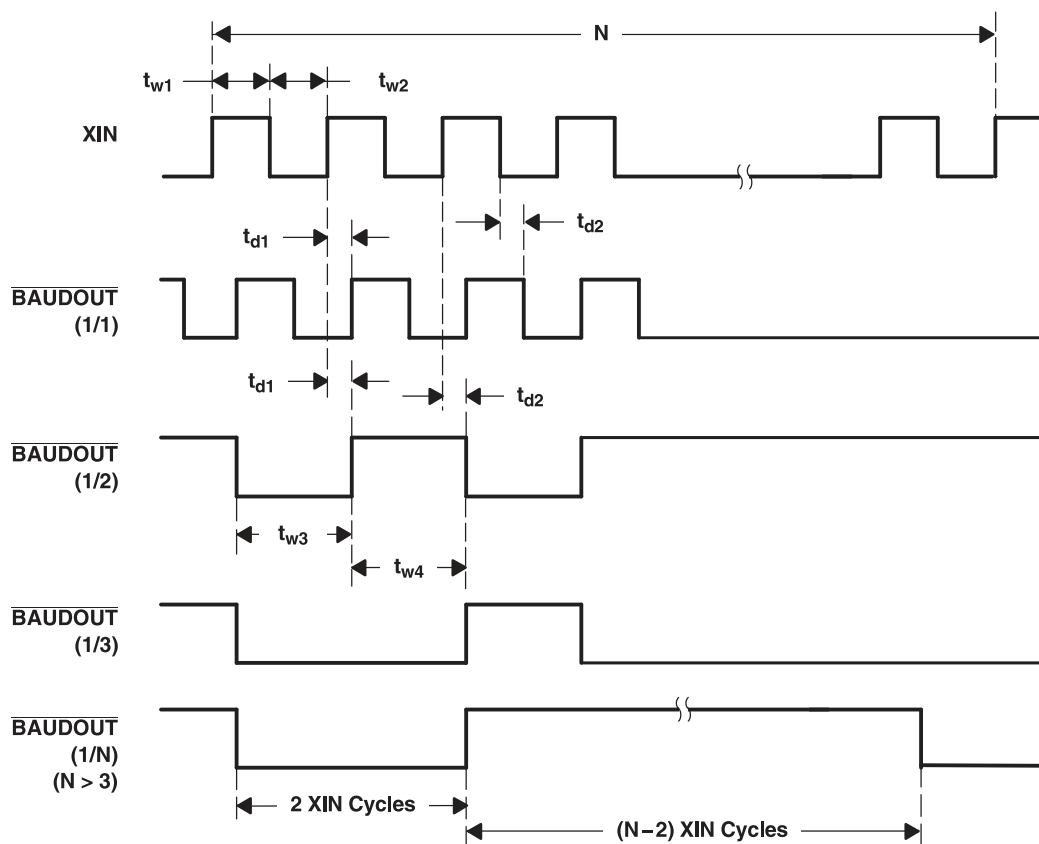 N
tw1
tw2
XIN
td1
td2
BAUDOUT
(1/1)
td1
td2
BAUDOUT
(1/2)
tw3
tw4
BAUDOUT
(1/3)
BAUDOUT
(1/N)
(N > 3)
2 XIN Cycles
(N−2) XIN Cycles